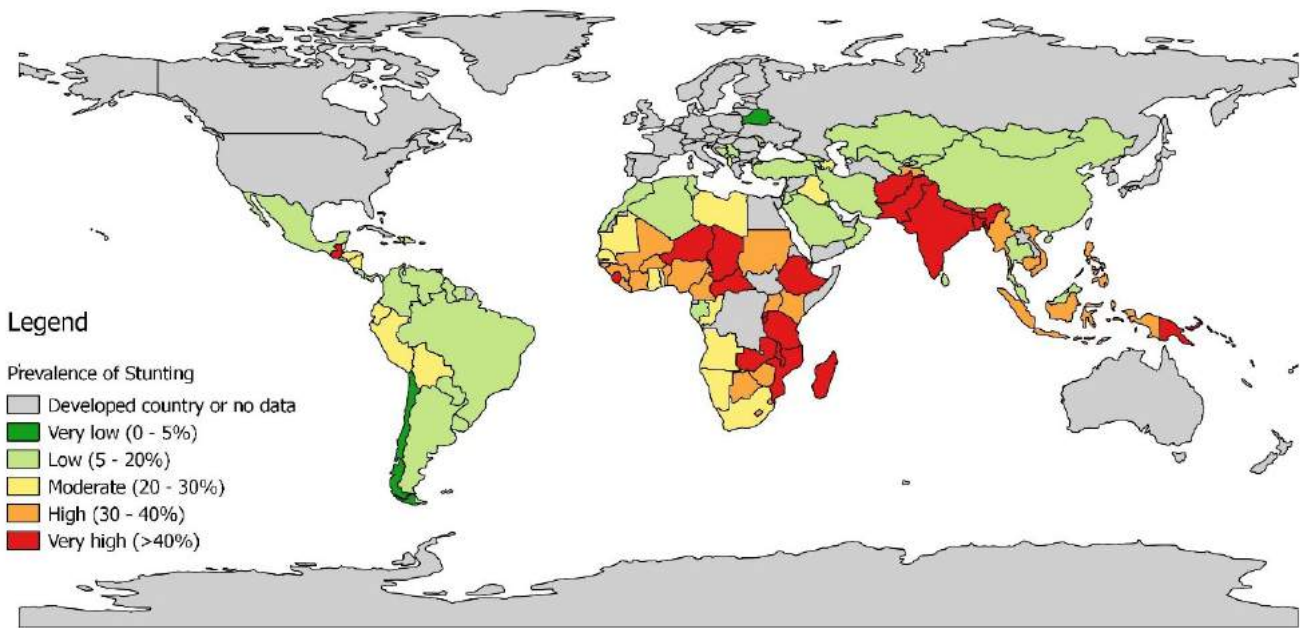 Legend
Prevalence of Stunting
Developed country or no data
Very low (0 - 5%)
Low (5 - 20%)
Moderate (20 - 30%)
High (30 - 40%)
Very high (>40%)